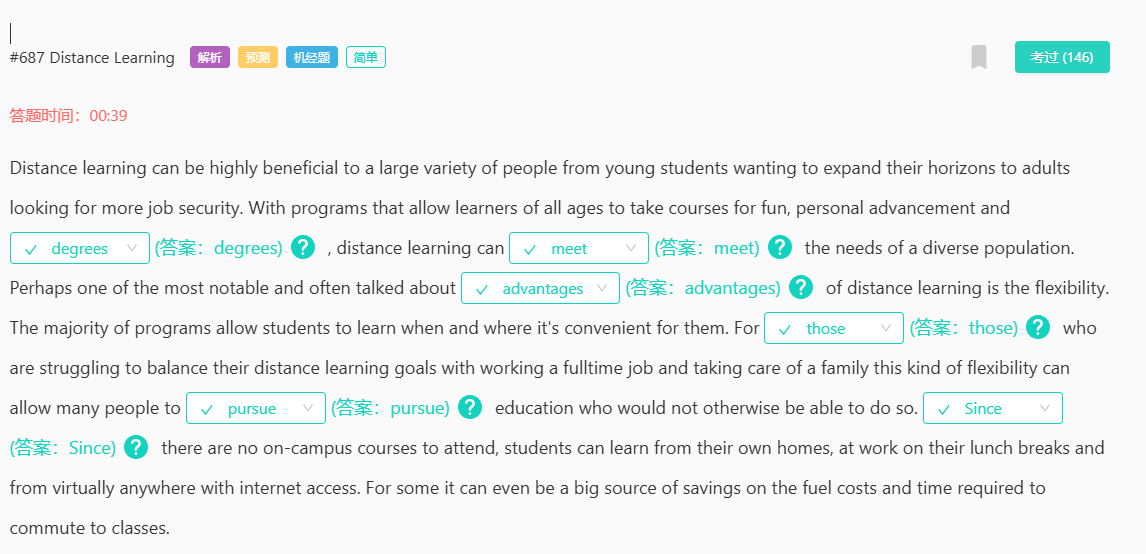 #687 Distance Learning 解析 预测 机经题 简单 考过 (146)
答题时间：00:39
Distance learning can be highly beneficial to a large variety of people from young students wanting to expand their horizons to adults
looking for more job security. With programs that allow learners of all ages to take courses for fun, personal advancement and
degrees (答案：degrees) ? , distance learning can meet (答案：meet) ? the needs of a diverse population.
Perhaps one of the most notable and often talked about advantages (答案：advantages) ? of distance learning is the flexibility.
The majority of programs allow students to learn when and where it's convenient for them. For those (答案：those) ? who
are struggling to balance their distance learning goals with working a fulltime job and taking care of a family this kind of flexibility can
allow many people to pursue (答案：pursue) ? education who would not otherwise be able to do so. Since
(答案：Since) ? there are no on-campus courses to attend, students can learn from their own homes, at work on their lunch breaks and
from virtually anywhere with internet access. For some it can even be a big source of savings on the fuel costs and time required to
commute to classes.